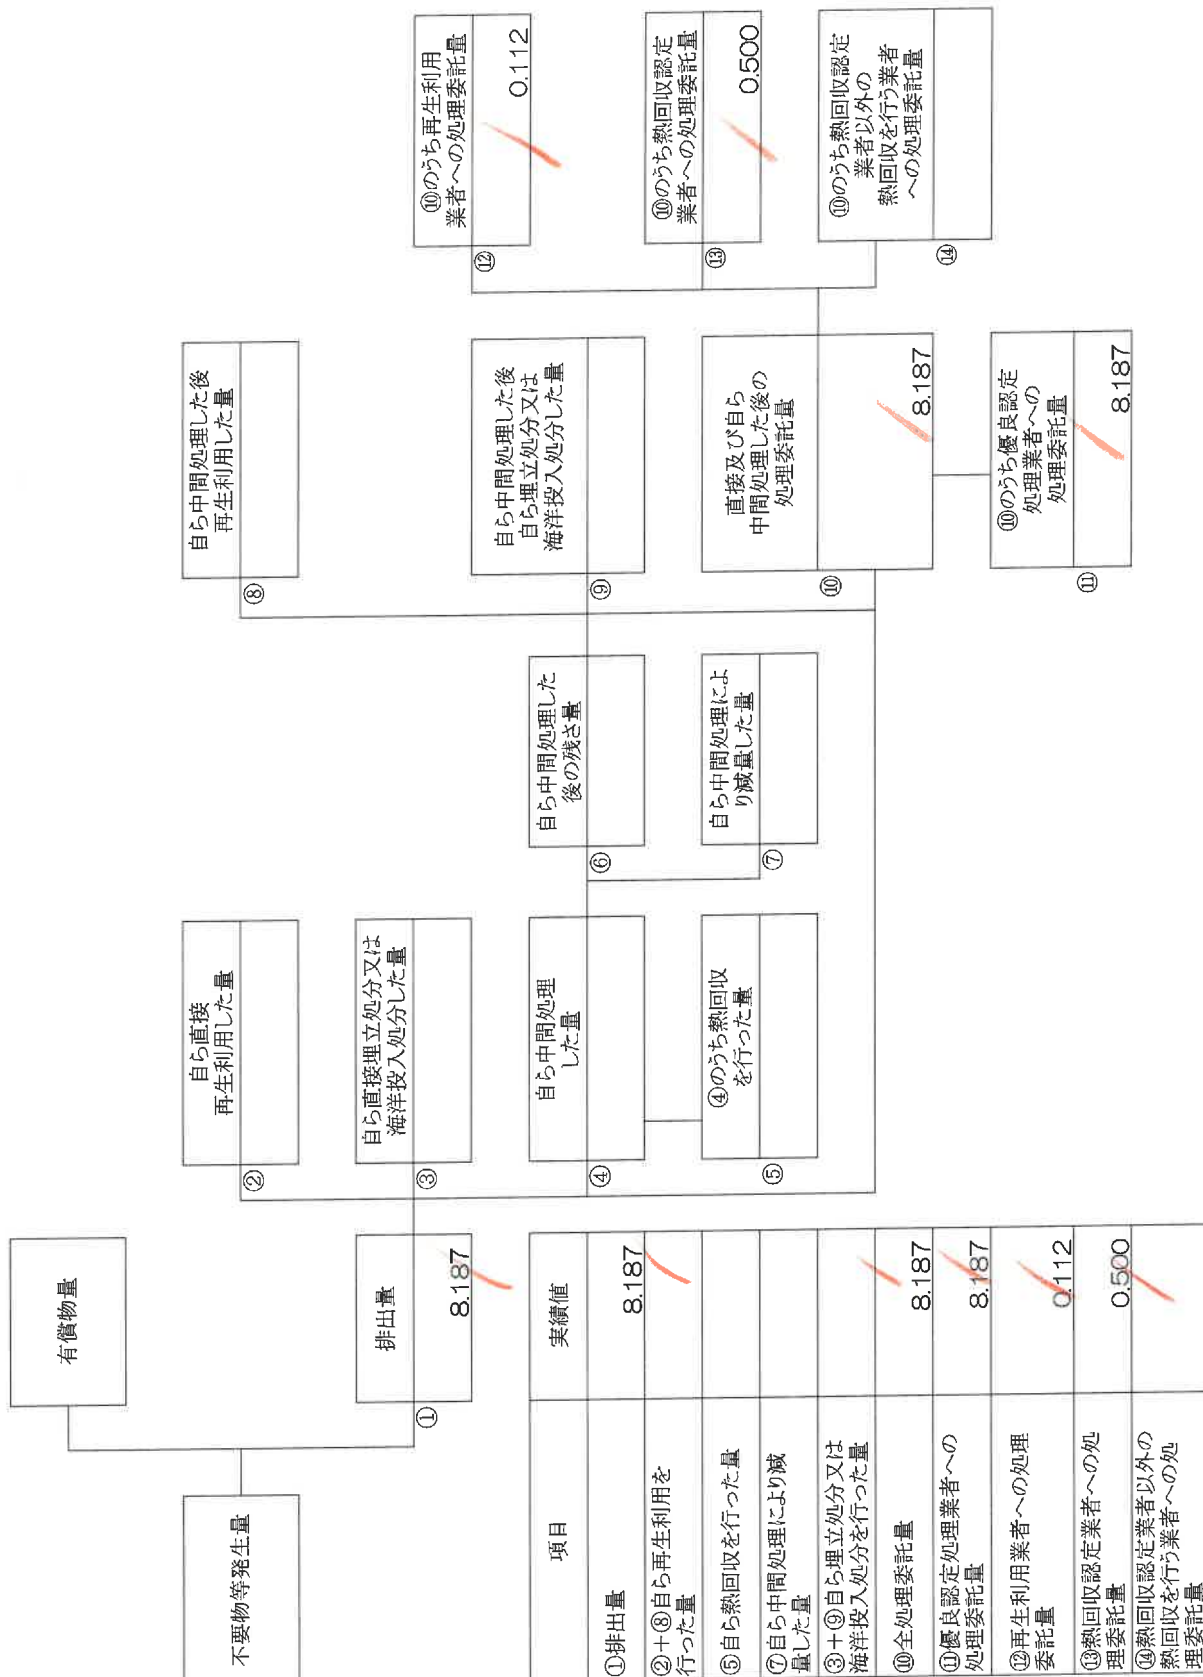 不要物等発生量
有償物量
①
排出量
8.187
②
自ら直接
再生利用した量
③
自ら直接埋立処分又は
海洋投入処分した量
④
自ら中間処理
した量
⑤
④のうち熱回収
を行った量
⑥
自ら中間処理した
後の残さ量
⑦
自ら中間処理によ
り減量した量
⑧
自ら中間処理した後
再生利用した量
⑨
自ら中間処理した後
自ら埋立処分又は
海洋投入処分した量
⑩
直接及び自ら
中間処理した後の
処理委託量
8.187
⑪
⑩のうち優良認定
処理業者への
処理委託量
8.187
⑫
⑩のうち再生利用
業者への処理委託量
0.112
⑬
⑩のうち熱回収認定
業者への処理委託量
0.500
⑭
⑩のうち熱回収認定
業者以外の
熱回収を行う業者
への処理委託量
項目
実績値
①排出量
8.187
②+⑧自ら再生利用を
行った量
⑤自ら熱回収を行った量
⑦自ら中間処理により減
量した量
③+⑨自ら埋立処分又は
海洋投入処分を行った量
⑩全処理委託量
8.187
⑪優良認定処理業者への
処理委託量
8.187
⑫再生利用業者への処理
委託量
0.112
⑬熱回収認定業者への処
理委託量
0.500
⑭熱回収認定業者以外の
熱回収を行う業者への処
理委託量